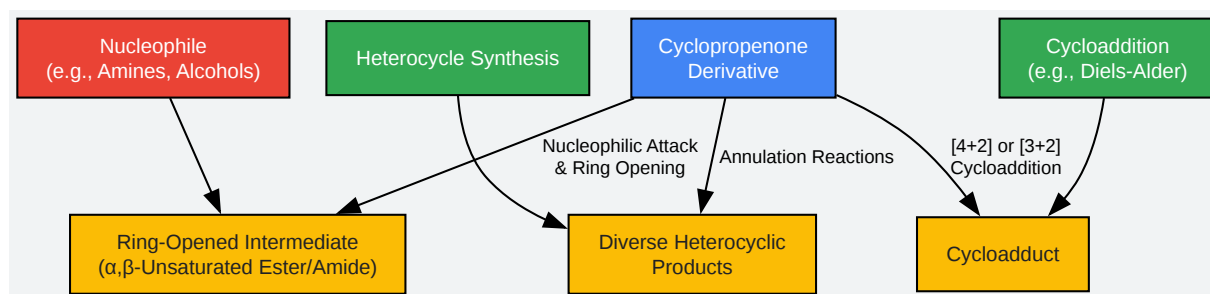 Nucleophile
(e.g., Amines, Alcohols)
Heterocycle Synthesis
Cyclopropenone
Derivative
Cycloaddition
(e.g., Diels-Alder)
Nucleophilic Attack
& Ring Opening
Annulation Reactions
[4+2] or [3+2]
Cycloaddition
Ring-Opened Intermediate
(α,β-Unsaturated Ester/Amide)
Diverse Heterocyclic
Products
Cycloadduct